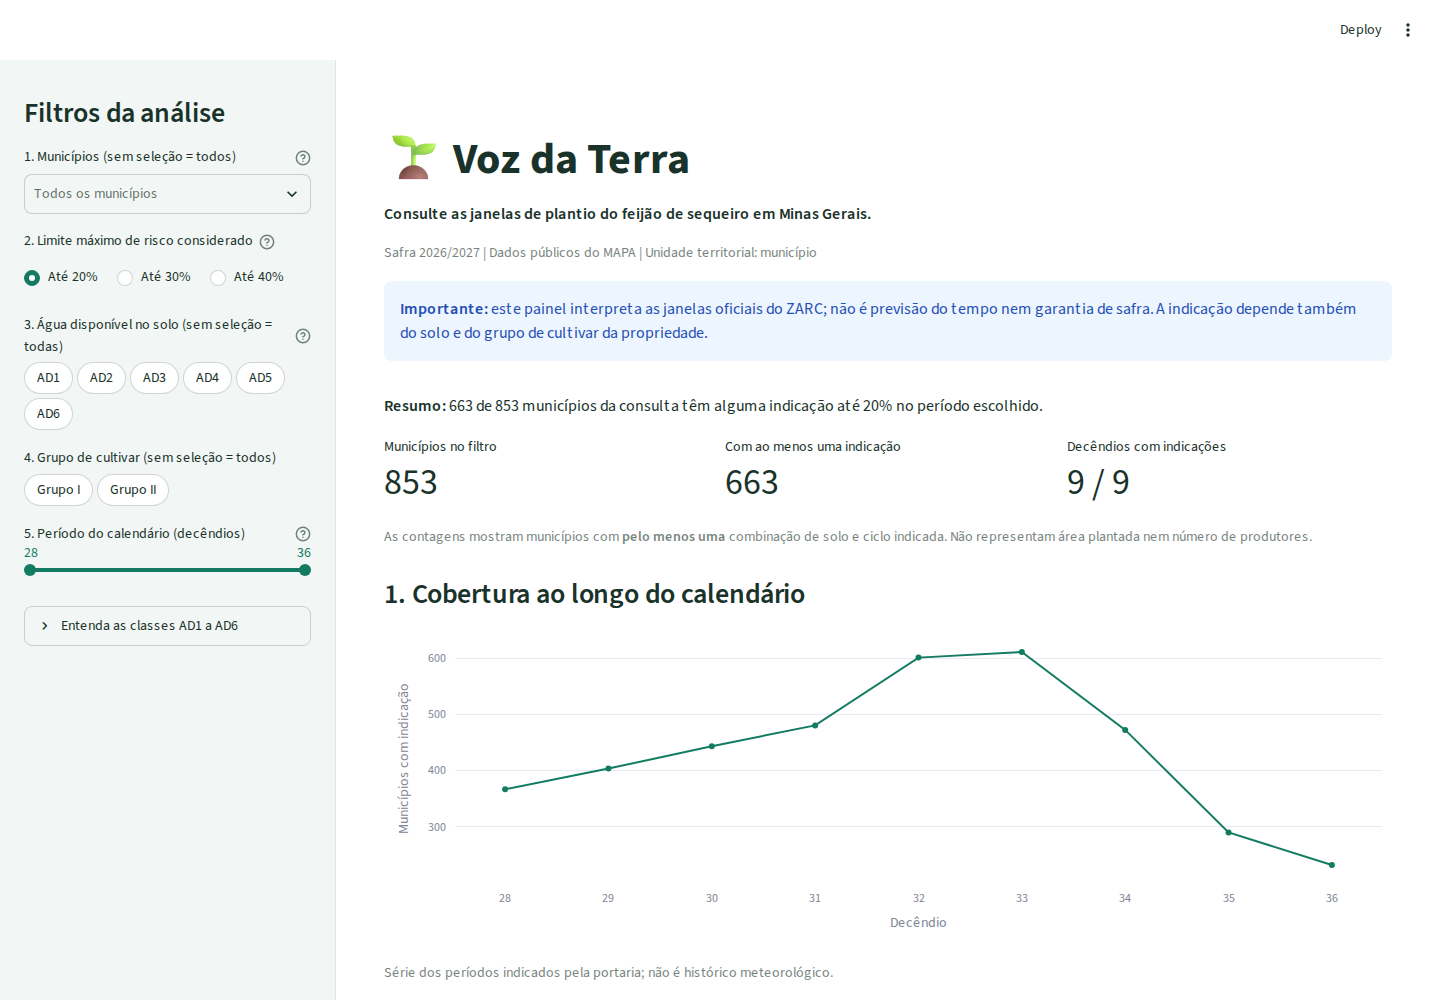 Deploy
Filtros da análise
1. Municípios (sem seleção = todos)
Todos os municípios
2. Limite máximo de risco considerado
Até 20%
Até 30%
Até 40%
3. Água disponível no solo (sem seleção =
todas)
AD1
AD2
AD3
AD4
AD5
AD6
4. Grupo de cultivar (sem seleção = todos)
Grupo I
Grupo II
5. Período do calendário (decêndios)
28
36
Entenda as classes AD1 a AD6
Voz da Terra
Consulte as janelas de plantio do feijão de sequeiro em Minas Gerais.
Safra 2026/2027 | Dados públicos do MAPA | Unidade territorial: município
Importante: este painel interpreta as janelas oficiais do ZARC; não é previsão do tempo nem garantia de safra. A indicação depende também
do solo e do grupo de cultivar da propriedade.
Resumo: 663 de 853 municípios da consulta têm alguma indicação até 20% no período escolhido.
Municípios no filtro
853
Com ao menos uma indicação
663
Decêndios com indicações
9 / 9
As contagens mostram municípios com pelo menos uma combinação de solo e ciclo indicada. Não representam área plantada nem número de produtores.
1. Cobertura ao longo do calendário
Municípios com indicação
600
500
400
300
28
29
30
31
32
33
34
35
36
Decêndio
Série dos períodos indicados pela portaria; não é histórico meteorológico.